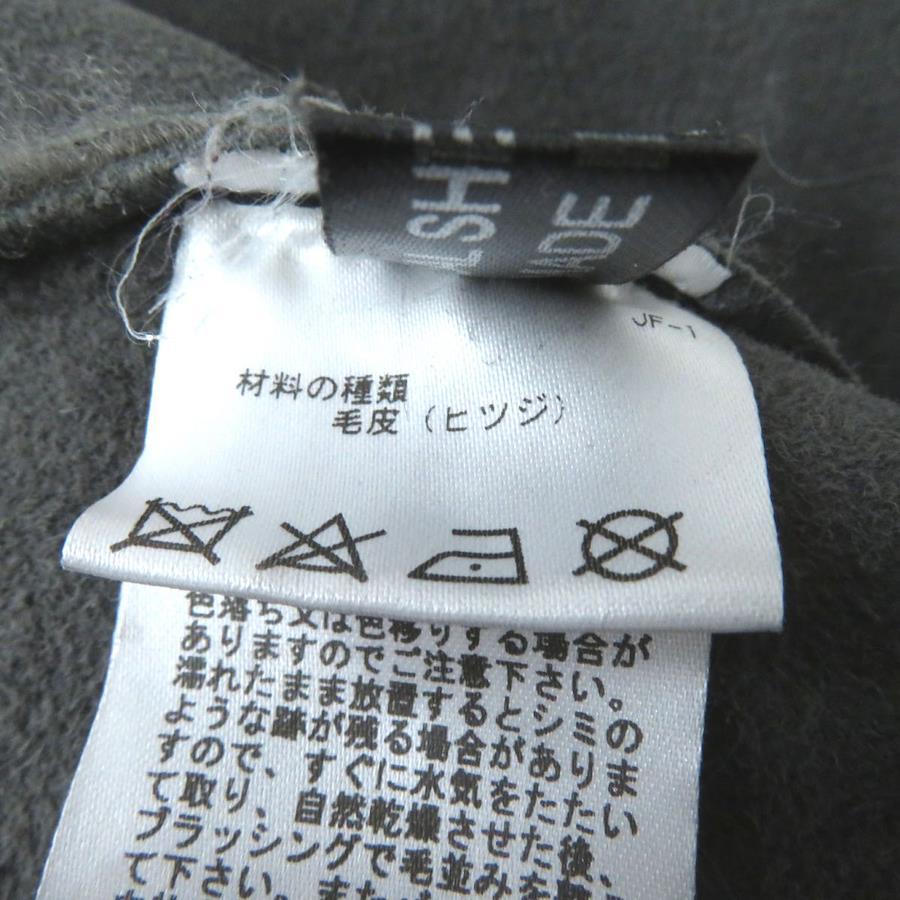 LSH
ADE
JF-1
材料の種類
毛皮(ヒツジ)
色落ち又は色移りする場合が
ありますのでご注意下さい。
濡れたまま放置するとシミの
ような跡が残る場合がありま
すので、すぐに水気をたたい
て取り、自然乾燥させた後、
ブラッシングで毛並みを
て下さい。また